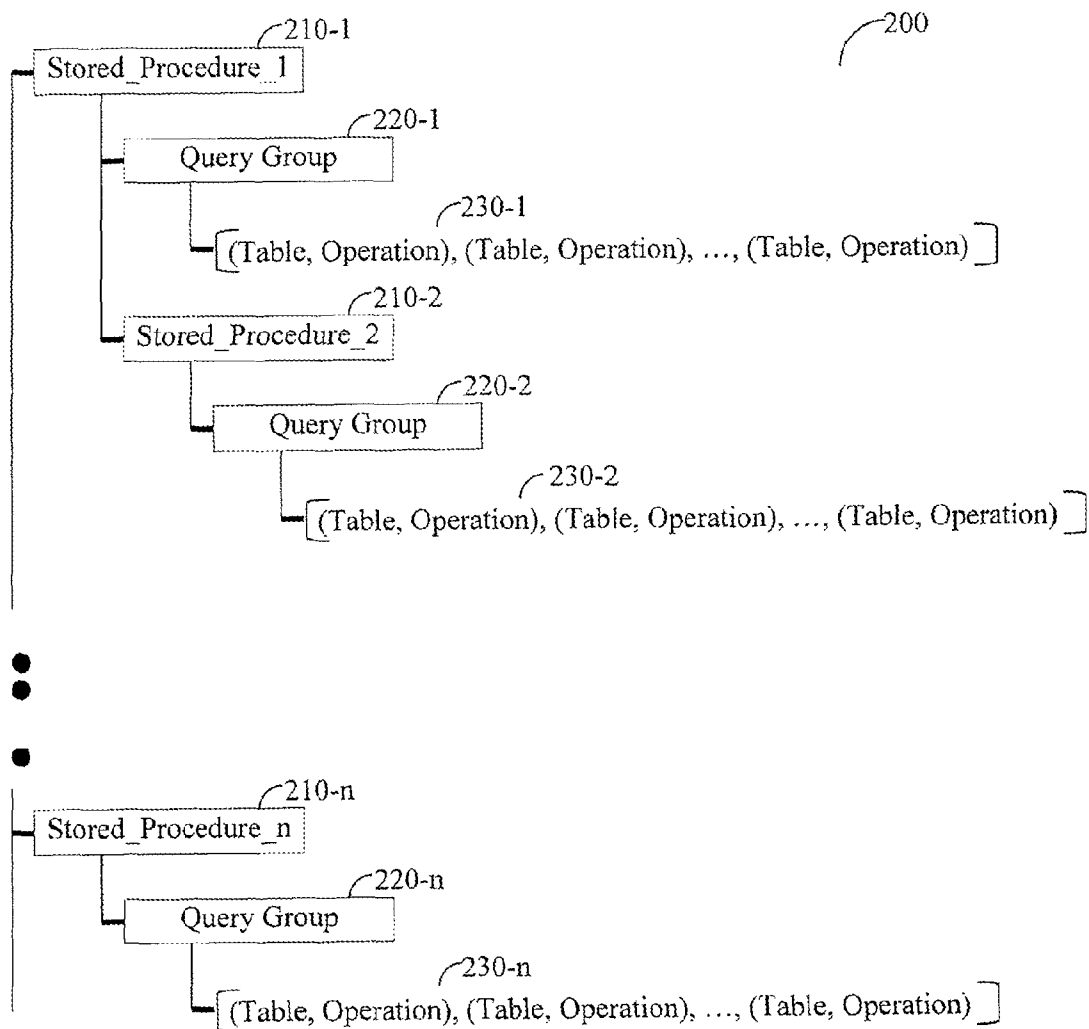 210-1
200
Stored_Procedure_1
220-1
Query Group
230-1
(Table, Operation), (Table, Operation), ..., (Table, Operation)
210-2
Stored_Procedure_2
220-2
Query Group
230-2
(Table, Operation), (Table, Operation), ..., (Table, Operation)
210-n
Stored_Procedure_n
220-n
Query Group
230-n
(Table, Operation), (Table, Operation), ..., (Table, Operation)